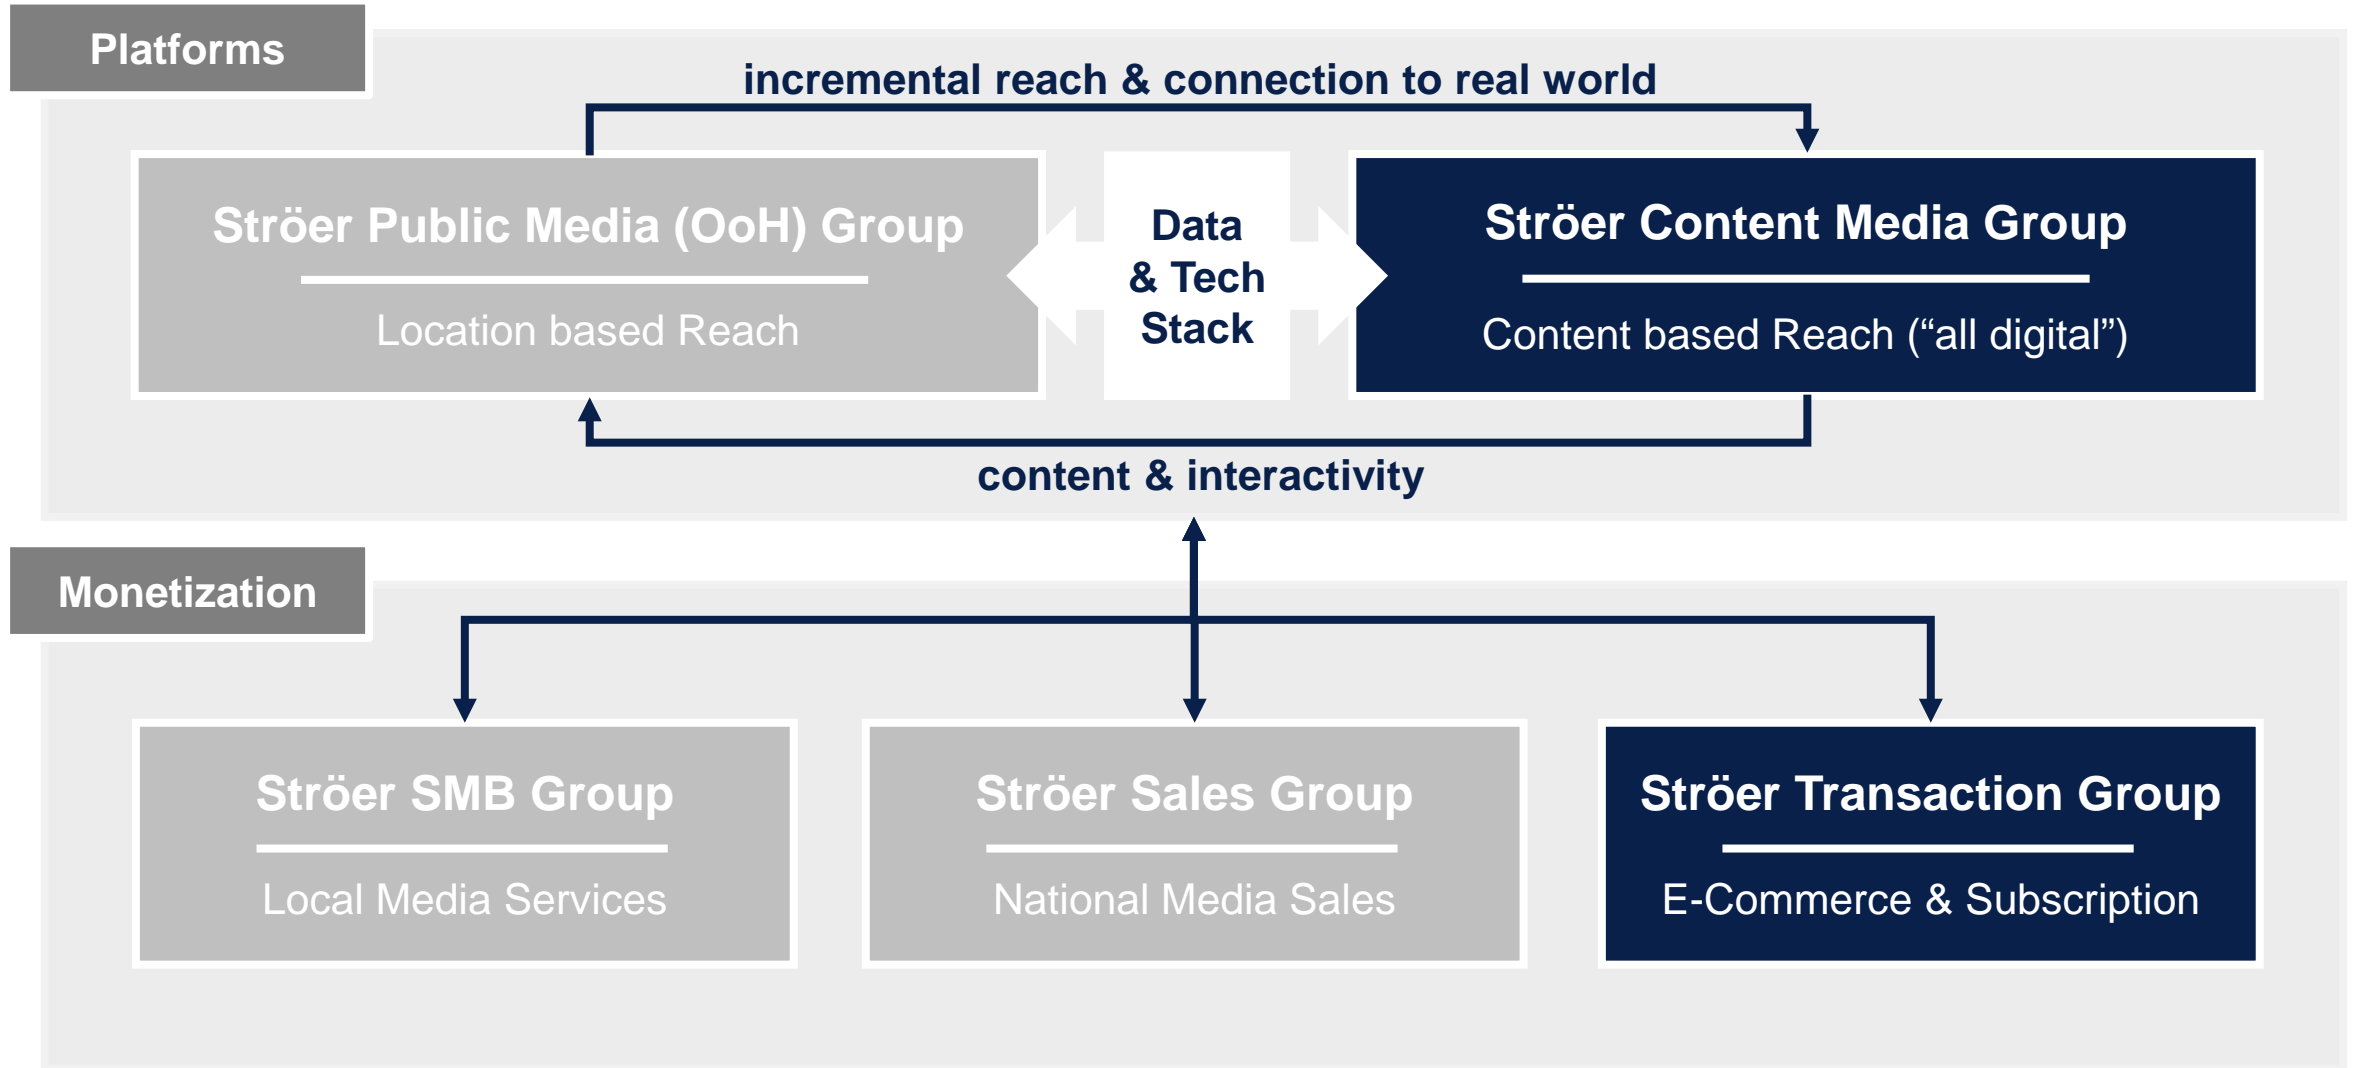 Platforms
incremental reach & connection to real world
Ströer Public Media (OoH) Group
Location based Reach
Data
& Tech
Stack
Ströer Content Media Group
Content based Reach (“all digital”)
content & interactivity
Monetization
Ströer SMB Group
Local Media Services
Ströer Sales Group
National Media Sales
Ströer Transaction Group
E-Commerce & Subscription